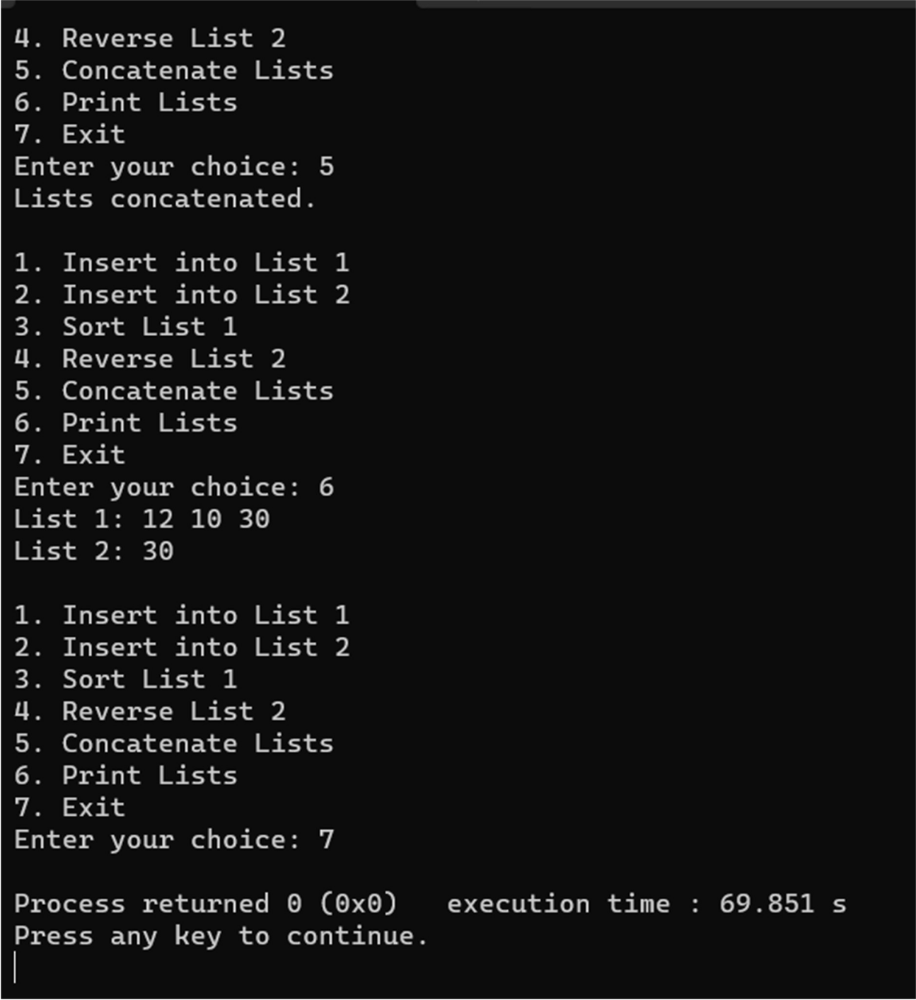 4. Reverse List 2
5. Concatenate Lists
6. Print Lists
7. Exit
Enter your choice: 5
Lists concatenated.

1. Insert into List 1
2. Insert into List 2
3. Sort List 1
4. Reverse List 2
5. Concatenate Lists
6. Print Lists
7. Exit
Enter your choice: 6
List 1: 12 10 30
List 2: 30

1. Insert into List 1
2. Insert into List 2
3. Sort List 1
4. Reverse List 2
5. Concatenate Lists
6. Print Lists
7. Exit
Enter your choice: 7

Process returned 0 (0x0)   execution time : 69.851 s
Press any key to continue.